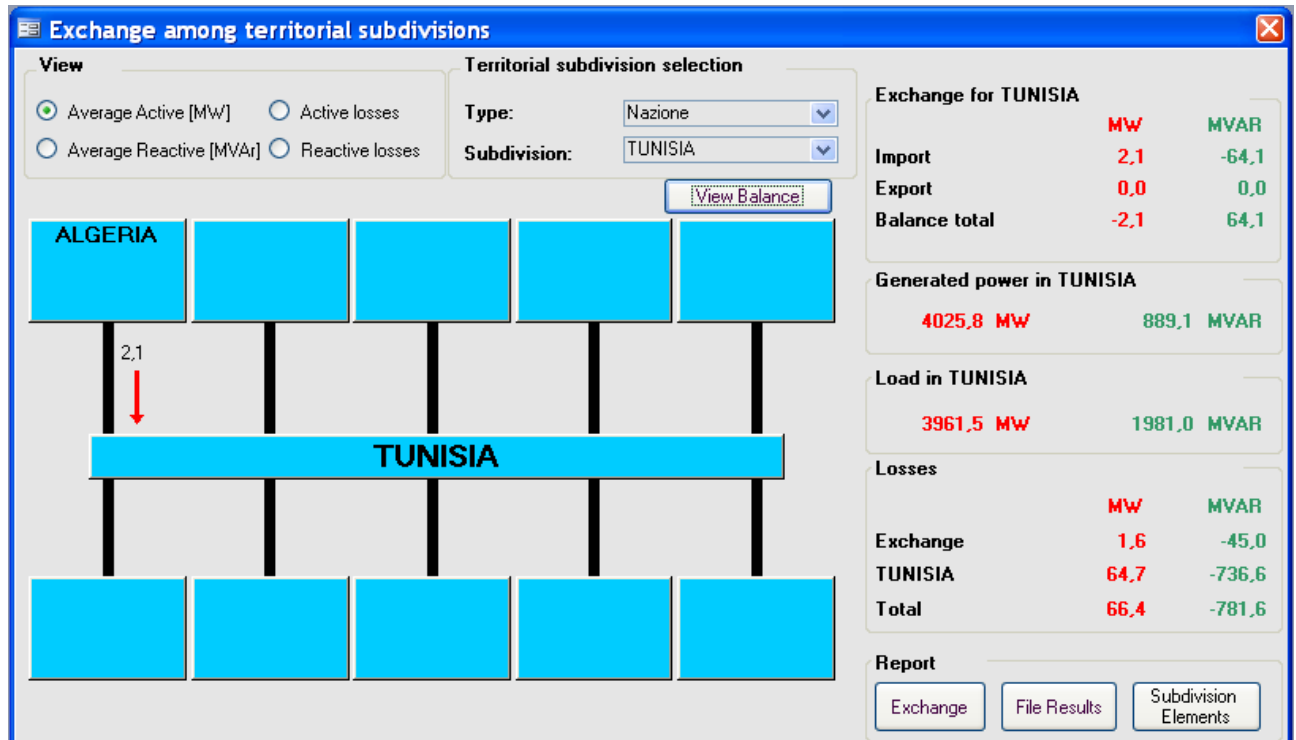 Exchange among territorial subdivisions
View
Average Active [MW] Active losses
Average Reactive [MVAr] Reactive losses
Territorial subdivision selection
Type: Nazione
Subdivision: TUNISIA
View Balance
ALGERIA
2,1
TUNISIA
Exchange for TUNISIA
MW MVAR
Import 2,1 -64,1
Export 0,0 0,0
Balance total -2,1 64,1
Generated power in TUNISIA
4025,8 MW 889,1 MVAR
Load in TUNISIA
3961,5 MW 1981,0 MVAR
Losses
MW MVAR
Exchange 1,6 -45,0
TUNISIA 64,7 -736,6
Total 66,4 -781,6
Report
Exchange
File Results
Subdivision
Elements